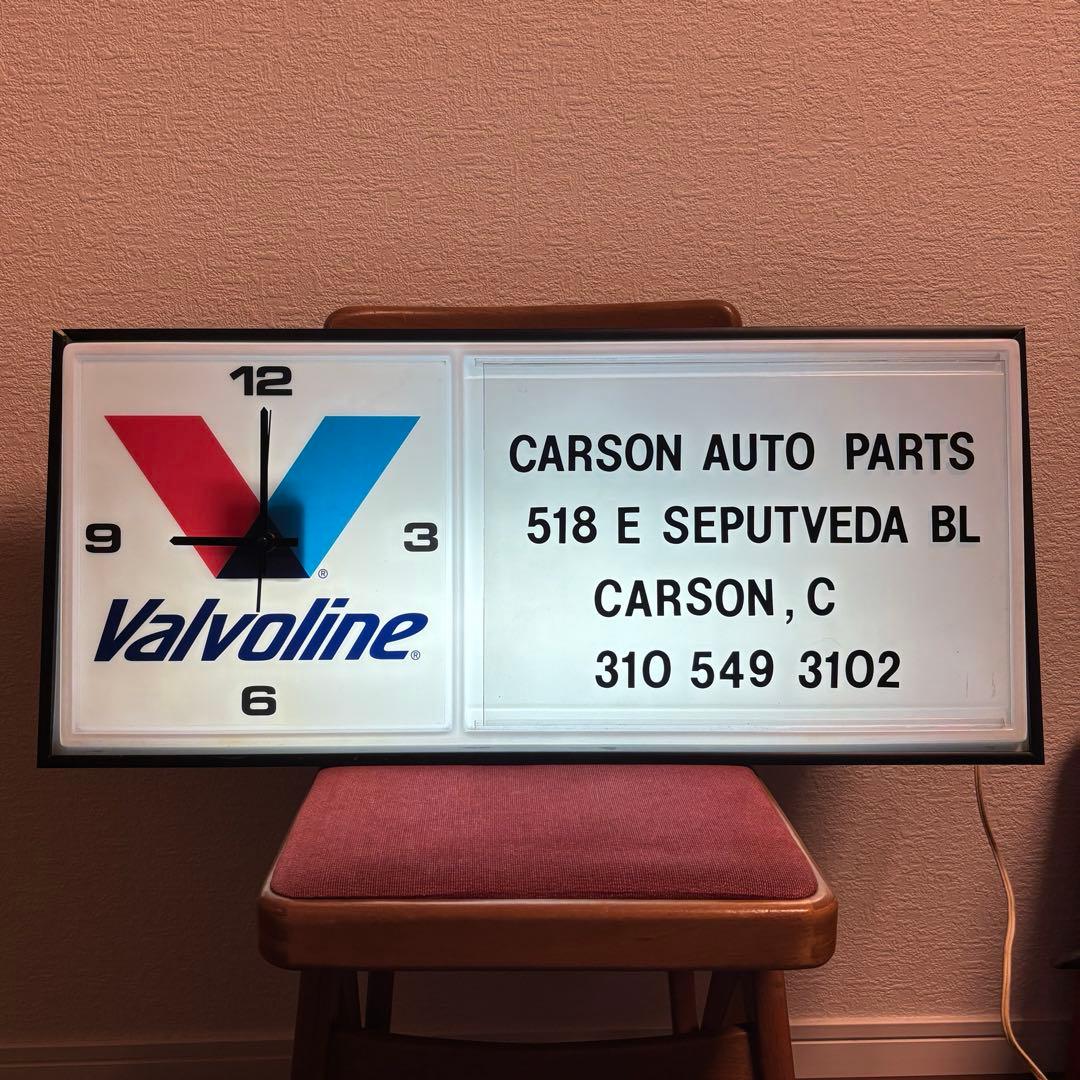 12
9
3
®
Valvoline®
6
CARSON AUTO PARTS
518 E SEPUTVEDA BL
CARSON, C
310 549 3102